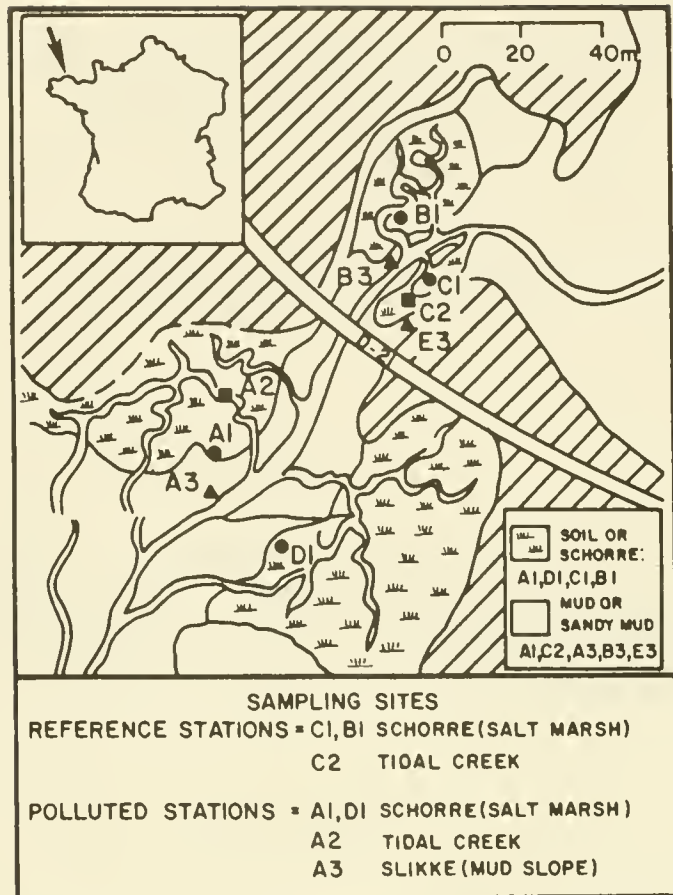 0 20 40m
B1
B3
C1
C2
E3
A2
A1
A3
D1
SOIL OR
SCHORRE:
A1,D1,C1,B1
MUD OR
SANDY MUD
A1,C2,A3,B3,E3
SAMPLING SITES
REFERENCE STATIONS = C1,B1 SCHORRE(SALT MARSH)
C2 TIDAL CREEK
POLLUTED STATIONS = A1,D1 SCHORRE(SALT MARSH)
A2 TIDAL CREEK
A3 SLIKKE(MUD SLOPE)